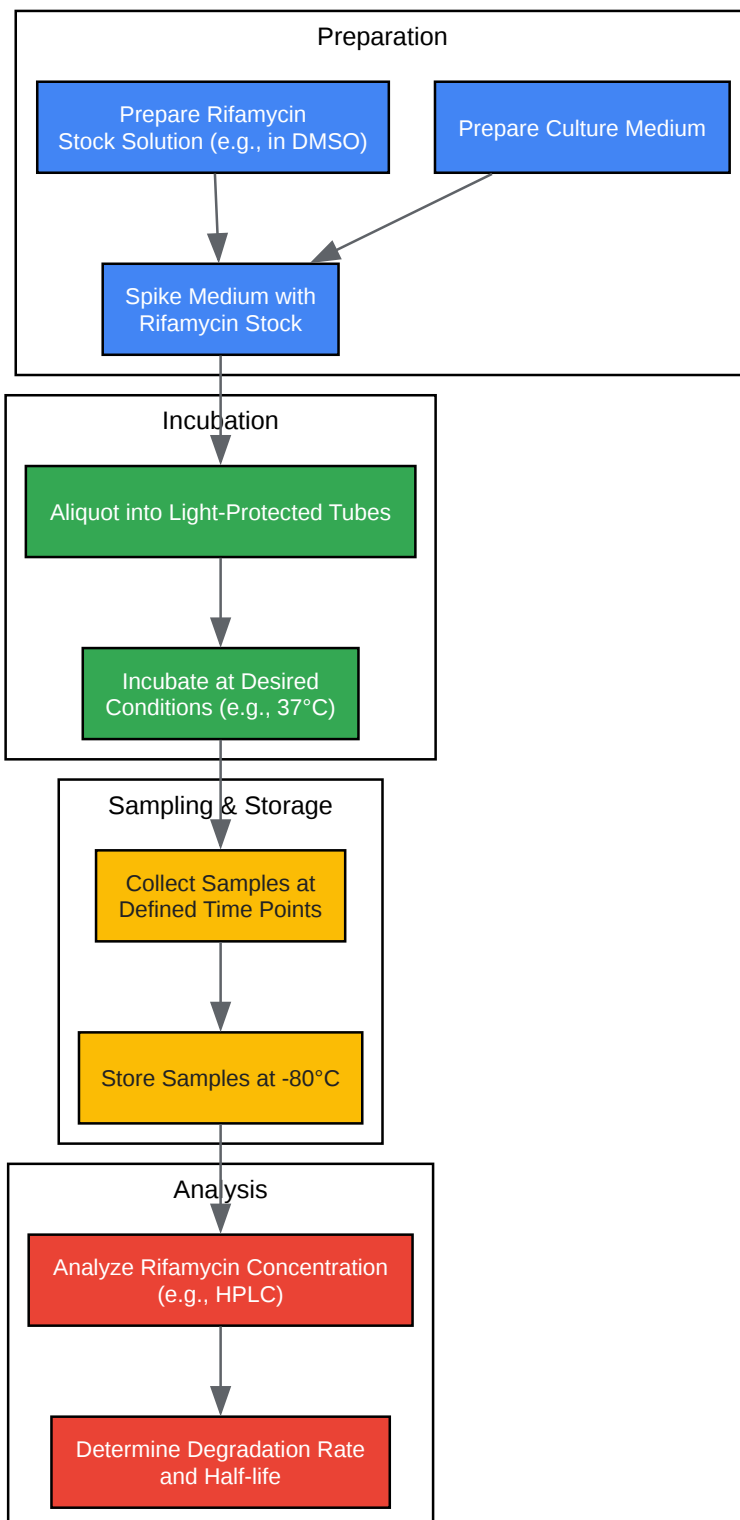 Preparation
Prepare Rifamycin
Stock Solution (e.g., in DMSO)
Prepare Culture Medium
Spike Medium with
Rifamycin Stock
Incubation
Aliquot into Light-Protected Tubes
Incubate at Desired
Conditions (e.g., 37°C)
Sampling & Storage
Collect Samples at
Defined Time Points
Store Samples at -80°C
Analysis
Analyze Rifamycin Concentration
(e.g., HPLC)
Determine Degradation Rate
and Half-life